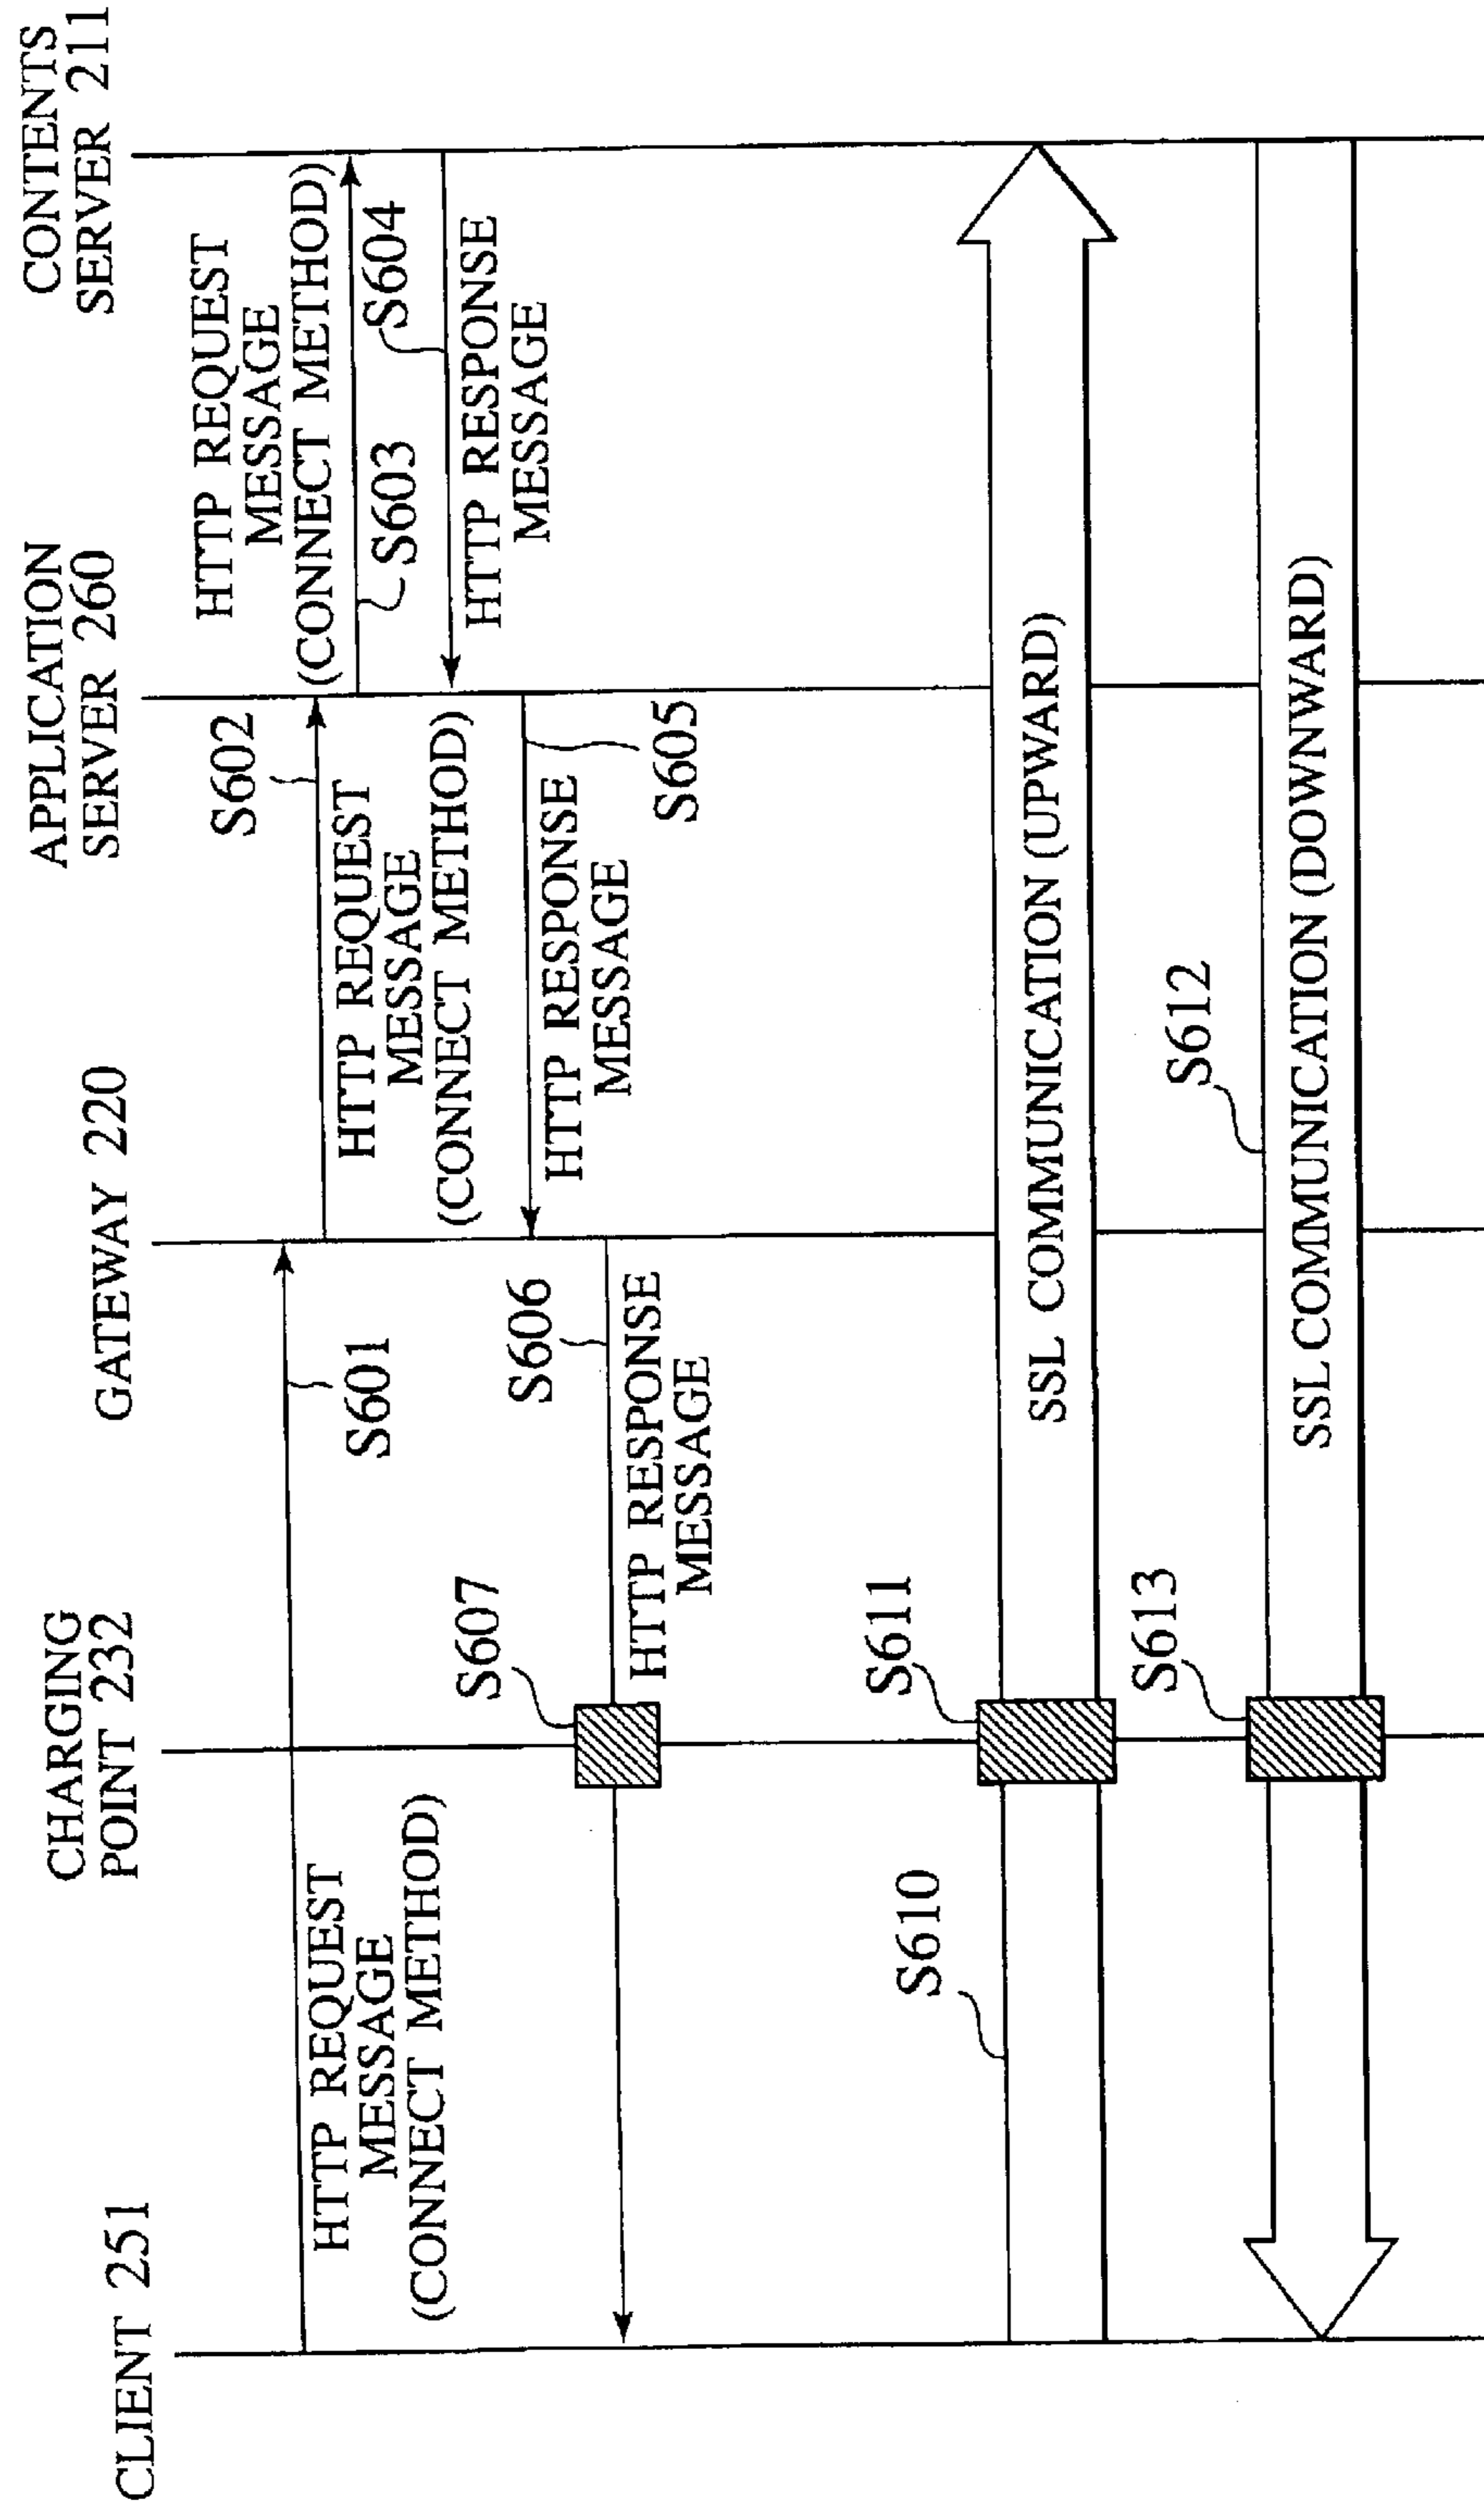 CLIENT 251
CHARGING
POINT 232
GATEWAY 220
APPLICATION
SERVER 260
CONTENTS
SERVER 211
HTTP REQUEST
MESSAGE
(CONNECT METHOD)
S601
S602
HTTP REQUEST
MESSAGE
(CONNECT METHOD)
HTTP REQUEST
MESSAGE
(CONNECT METHOD)
S603
S604
HTTP RESPONSE
MESSAGE
HTTP RESPONSE
MESSAGE
S605
S606
HTTP RESPONSE
MESSAGE
S607
S610
S611
SSL COMMUNICATION (UPWARD)
S612
S613
SSL COMMUNICATION (DOWNWARD)